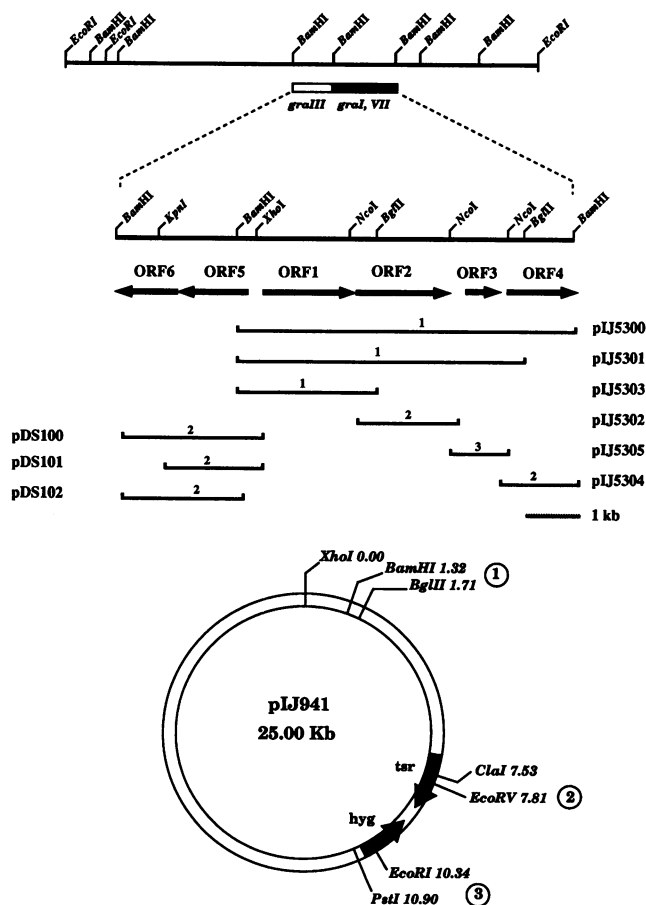 EcoRI BamHI EcoRI BamHI BamHI BamHI BamHI BamHI BamHI EcoRI
graIII graI, VII
BamHI KpnI BamHI XhoI NcoI BglII NcoI NcoI BglII BamHI
ORF6 ORF5 ORF1 ORF2 ORF3 ORF4
1 pIJ5300
1 pIJ5301
1 pIJ5303
2 pIJ5302
pDS100 2
3 pIJ5305
pDS101 2
2 pIJ5304
pDS102 2
1 kb
XhoI 0.00
BamHI 1.32 1
BglII 1.71
pIJ941
25.00 Kb
tsr
ClaI 7.53
EcoRV 7.81 2
hyg
EcoRI 10.34
PstI 10.90 3